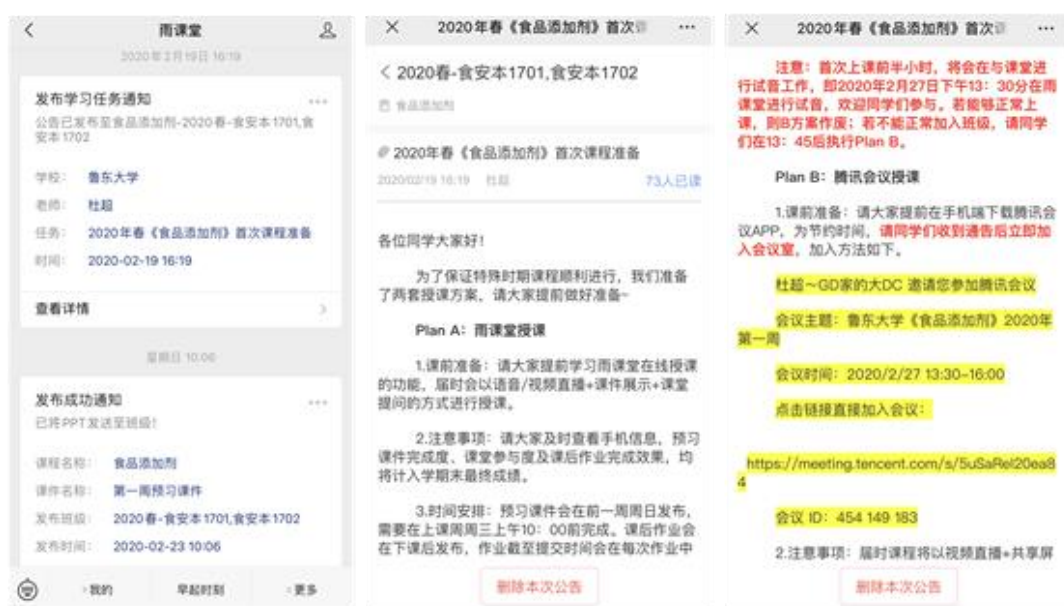 雨课堂
2020年2月19日 16:19
发布学习任务通知
公告已发布至食品添加剂-2020春-食安本1701,食
安本1702
学校: 鲁东大学
老师: 杜超
任务: 2020年春《食品添加剂》首次课程准备
时间: 2020-02-19 16:19
查看详情
星期日 10:06
发布成功通知
已将PPT发送至班级!
课程名称: 食品添加剂
课件名称: 第一周预习课件
发布班级: 2020春-食安本1701,食安本1702
发布时间: 2020-02-23 10:06
我的 早起时刻 更多
2020年春《食品添加剂》首次
2020春-食安本1701,食安本1702
食品添加剂
2020年春《食品添加剂》首次课程准备
2020/02/19 16:19 杜超 73人已读
各位同学大家好!
为了保证特殊时期课程顺利进行，我们准备
了两套授课方案，请大家提前做好准备~
Plan A：雨课堂授课
1.课前准备：请大家提前学习雨课堂在线授课
的功能，届时会以语音/视频直播+课件展示+课堂
提问的方式进行授课。
2.注意事项：请大家及时查看手机信息，预习
课件完成度、课堂参与度及课后作业完成效果，均
将计入学期末最终成绩。
3.时间安排：预习课件会在前一周周日发布，
需要在上课周周三上午10：00前完成。课后作业会
在下课后发布，作业截至提交时间会在每次作业中
删除本次公告
2020年春《食品添加剂》首次
注意：首次上课前半小时，将会在与课堂进
行试音工作，即2020年2月27日下午13：30分在雨
课堂进行试音，欢迎同学们参与。若能够正常上
课，则B方案作废；若不能正常加入班级，请同学
们在13：45后执行Plan B。
Plan B：腾讯会议授课
1.课前准备：请大家提前在手机端下载腾讯会
议APP，为节约时间，请同学们收到通告后立即加
入会议室，加入方法如下。
杜超～GD家的大DC 邀请您参加腾讯会议
会议主题：鲁东大学《食品添加剂》2020年
第一周
会议时间：2020/2/27 13:30-16:00
点击链接直接加入会议：
https://meeting.tencent.com/s/5uSaRel20ea8
4
会议 ID：454 149 183
2.注意事项：届时课程将以视频直播+共享屏
删除本次公告